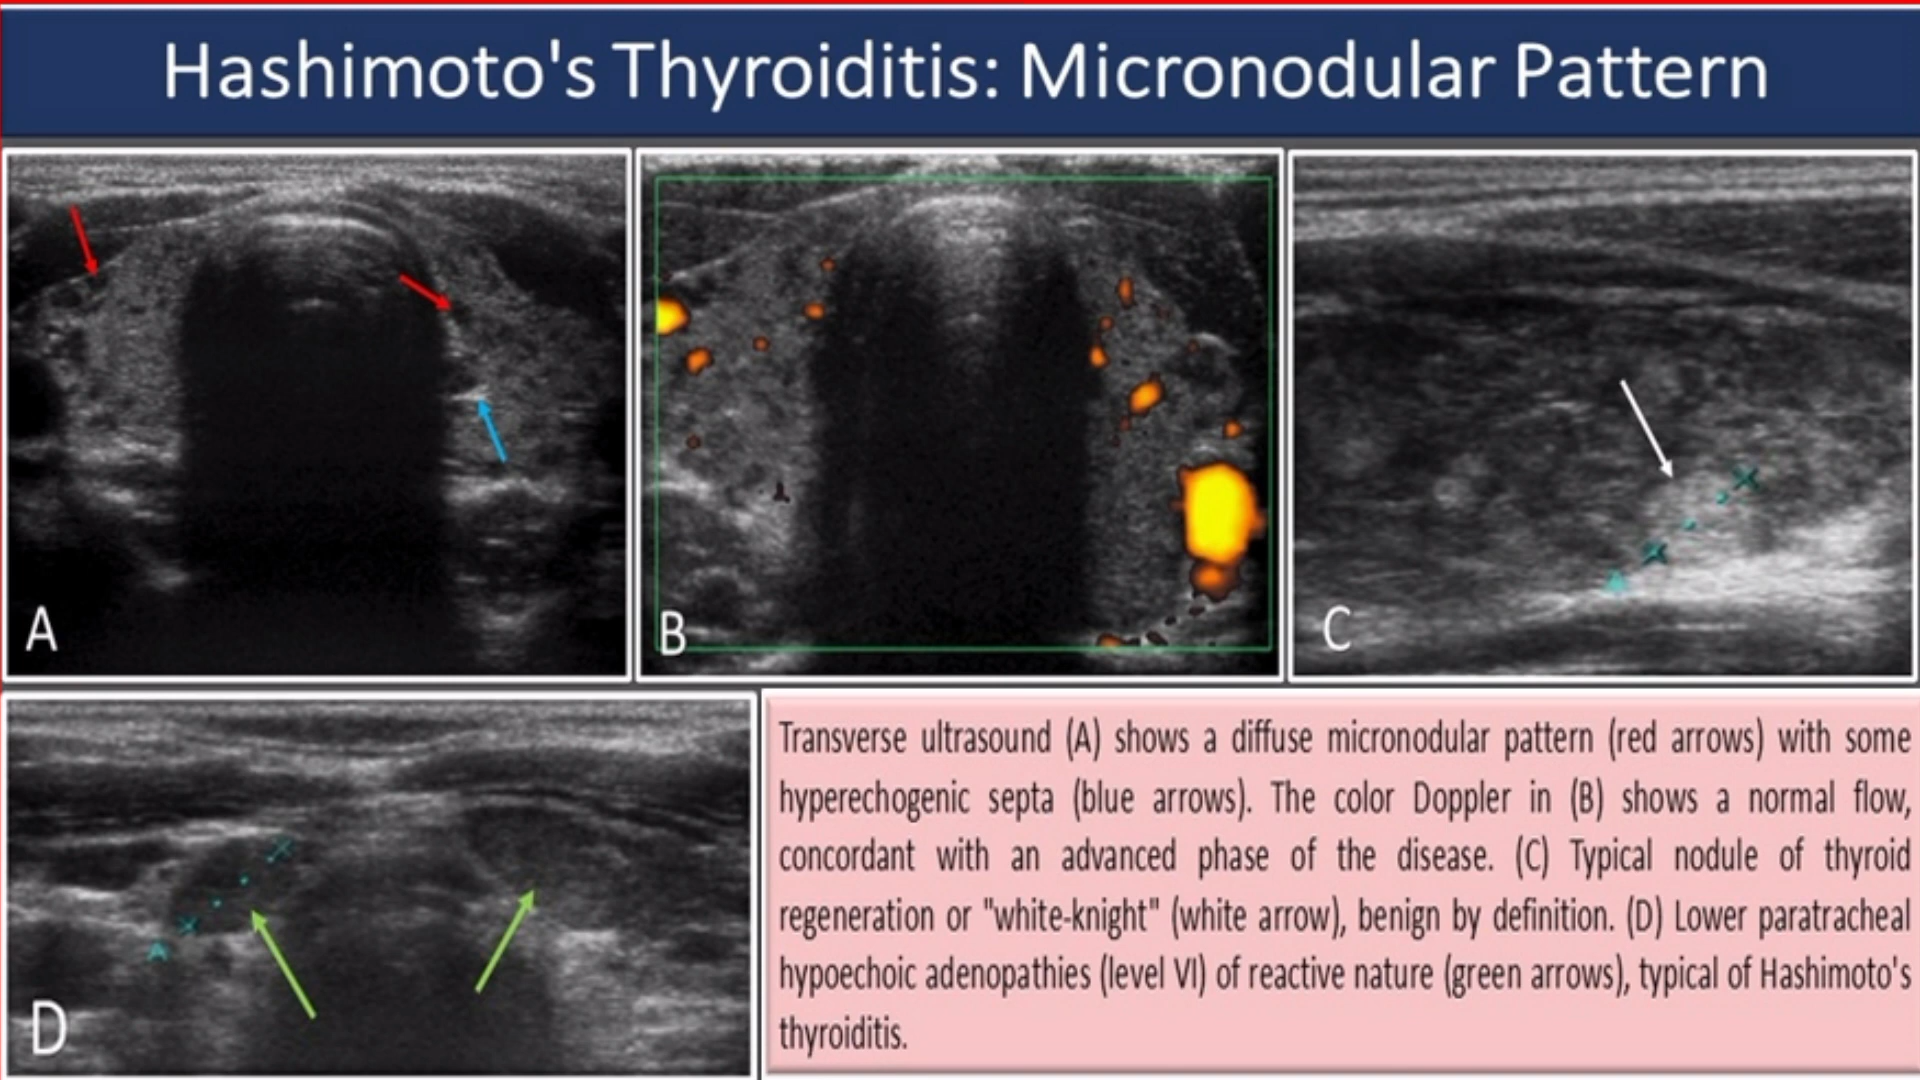 Hashimoto's Thyroiditis: Micronodular Pattern
A
B
C
D
A
A
Transverse ultrasound (A) shows a diffuse micronodular pattern (red arrows) with some
hyperechogenic septa (blue arrows). The color Doppler in (B) shows a normal flow,
concordant with an advanced phase of the disease. (C) Typical nodule of thyroid
regeneration or "white-knight" (white arrow), benign by definition. (D) Lower paratracheal
hypoechoic adenopathies (level VI) of reactive nature (green arrows), typical of Hashimoto's
thyroiditis.